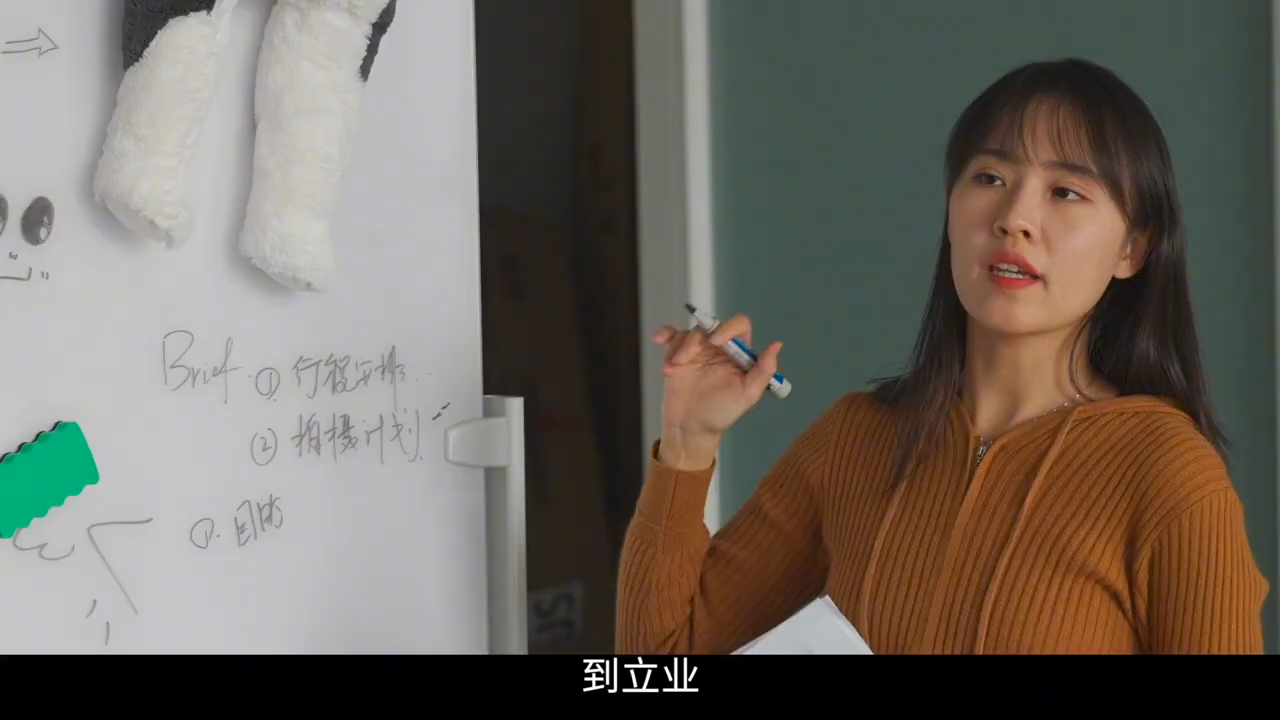 Brief ① 行程安排
② 拍摄计划
①. 目的
到立业